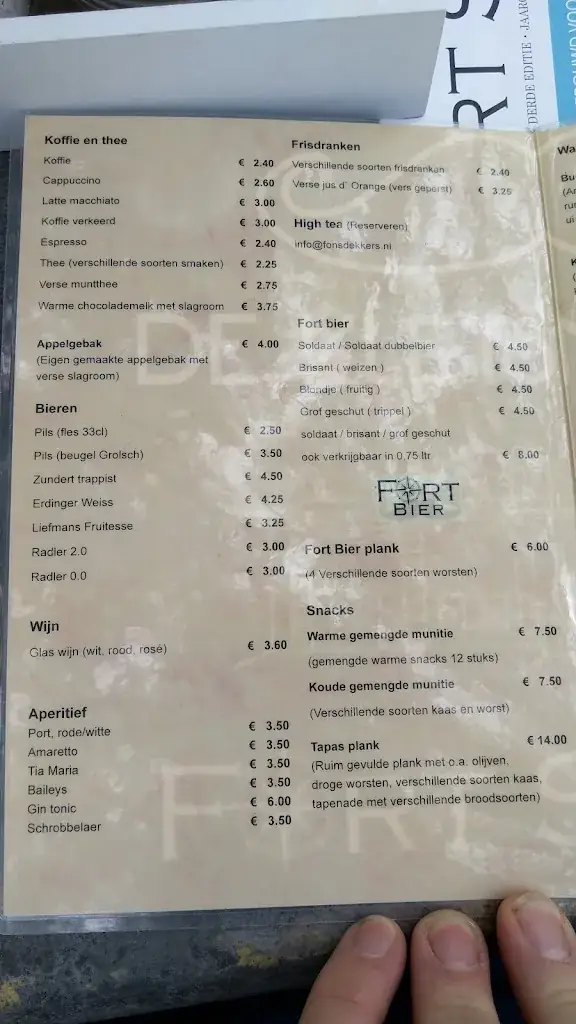 Koffie en thee
Koffie € 2.40
Cappuccino € 2.60
Latte macchiato € 3.00
Koffie verkeerd € 3.00
Espresso € 2.40
Thee (verschillende soorten smaken) € 2.25
Verse muntthee € 2.75
Warme chocolademelk met slagroom € 3.75
Appelgebak € 4.00
(Eigen gemaakte appelgebak met
verse slagroom)
Bieren
Pils (fles 33cl) € 2.50
Pils (beugel Grolsch) € 3.50
Zundert trappist € 4.50
Erdinger Weiss € 4.25
Liefmans Fruitesse € 3.25
Radler 2.0 € 3.00
Radler 0.0 € 3.00
Wijn
Glas wijn (wit, rood, rosé) € 3.60
Aperitief
Port, rode/witte € 3.50
Amaretto € 3.50
Tia Maria € 3.50
Baileys € 3.50
Gin tonic € 6.00
Schrobbelaer € 3.50
Frisdranken
Verschillende soorten frisdranken € 2.40
Verse jus d' Orange (vers geperst) € 3.25
High tea (Reserveren)
info@fonsdekkers.nl
Fort bier
Soldaat / Soldaat dubbelbier € 4.50
Brisant ( weizen ) € 4.50
Blondje ( fruitig ) € 4.50
Grof geschut ( trippel ) € 4.50
soldaat / brisant / grof geschut
ook verkrijgbaar in 0,75 ltr € 8.00
FORT
BIER
Fort Bier plank € 6.00
(4 Verschillende soorten worsten)
Snacks
Warme gemengde munitie € 7.50
(gemengde warme snacks 12 stuks)
Koude gemengde munitie € 7.50
(Verschillende soorten kaas en worst)
Tapas plank € 14.00
(Ruim gevulde plank met o.a. olijven,
droge worsten, verschillende soorten kaas,
tapenade met verschillende broodsoorten)
DERDE EDITIE • JAARG